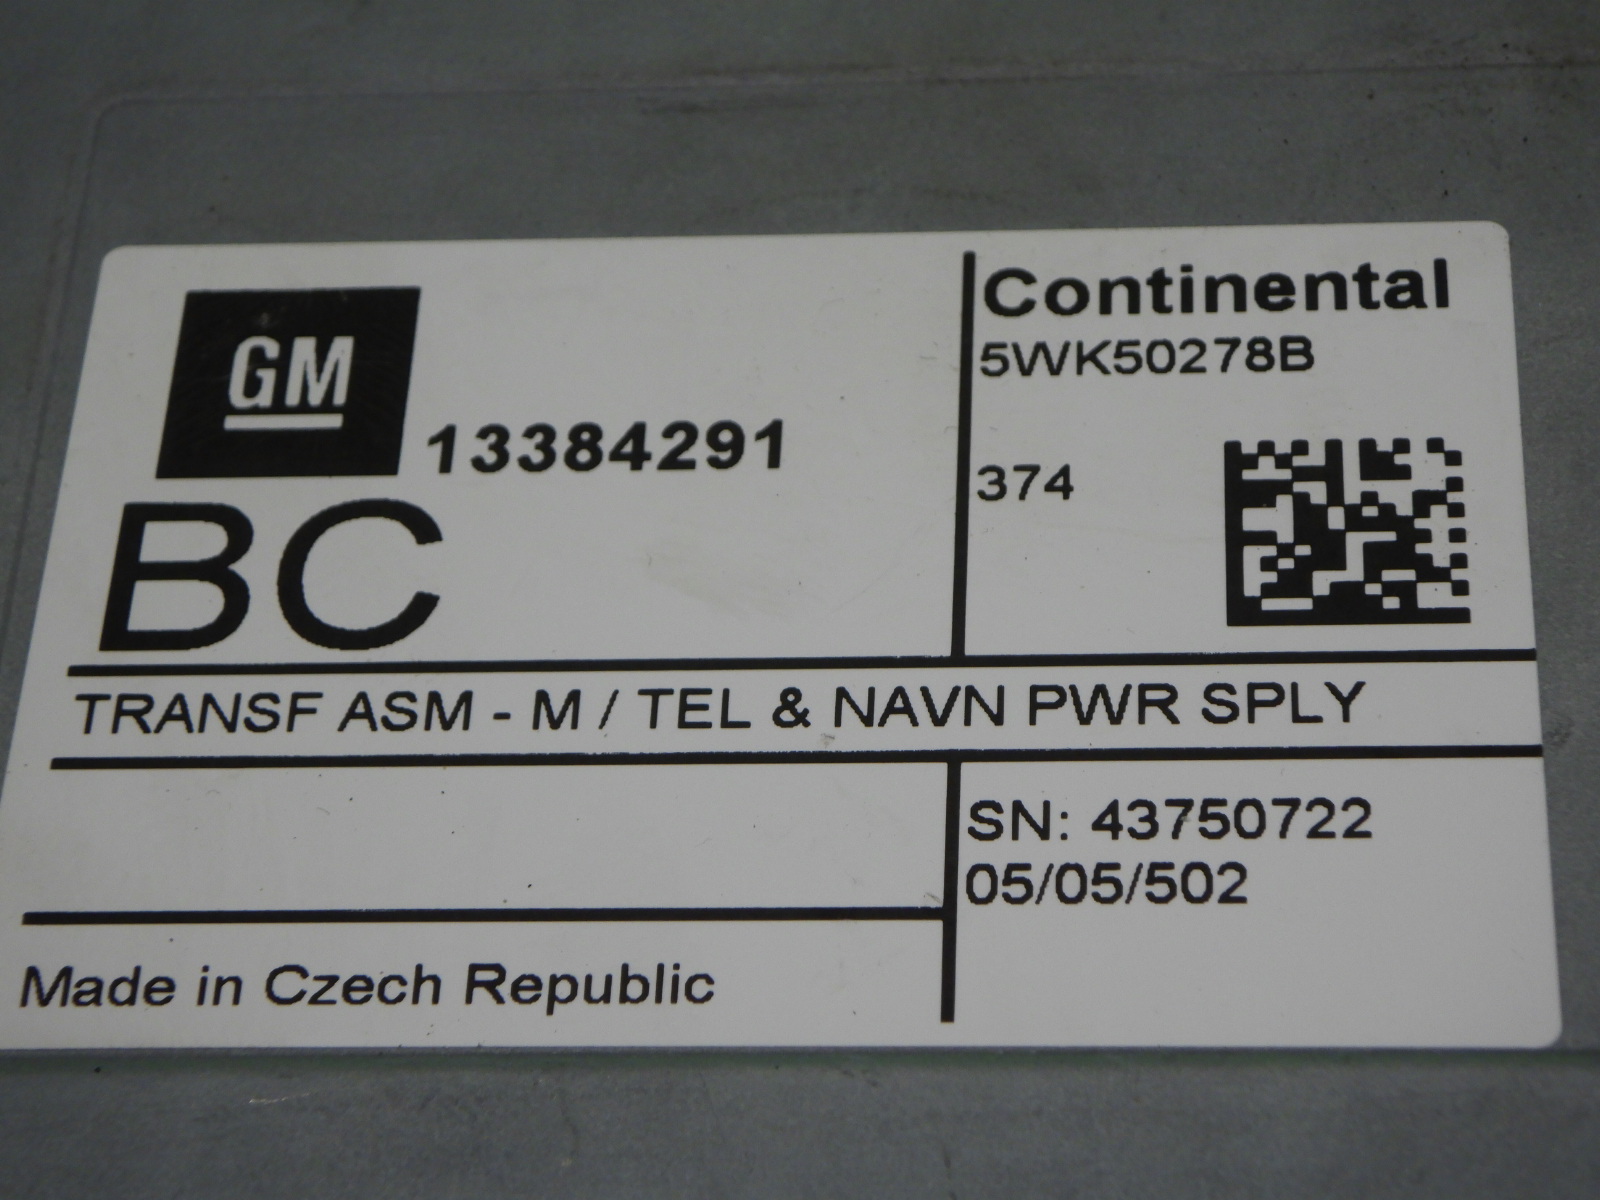 GM
13384291
BC
Continental
5WK50278B
374
TRANSF ASM - M / TEL & NAVN PWR SPLY
SN: 43750722
05/05/502
Made in Czech Republic